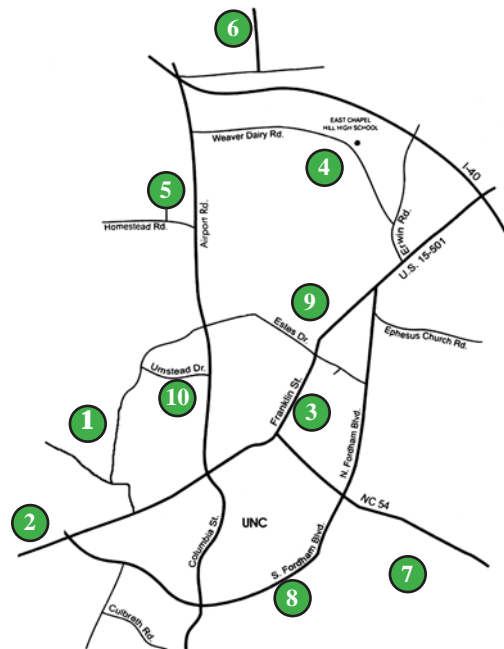 6
EAST CHAPEL
HILL HIGH SCHOOL
Weaver Dairy Rd.
4
I-40
5
Homestead Rd.
Airport Rd.
Erwin Rd.
U.S. 15-501
9
Estes Dr.
Ephesus Church Rd.
Umstead Dr.
10
1
Franklin St.
3
N. Fordham Blvd.
NC 54
2
UNC
Columbia St.
S. Fordham Blvd.
7
8
Culbreth Rd.